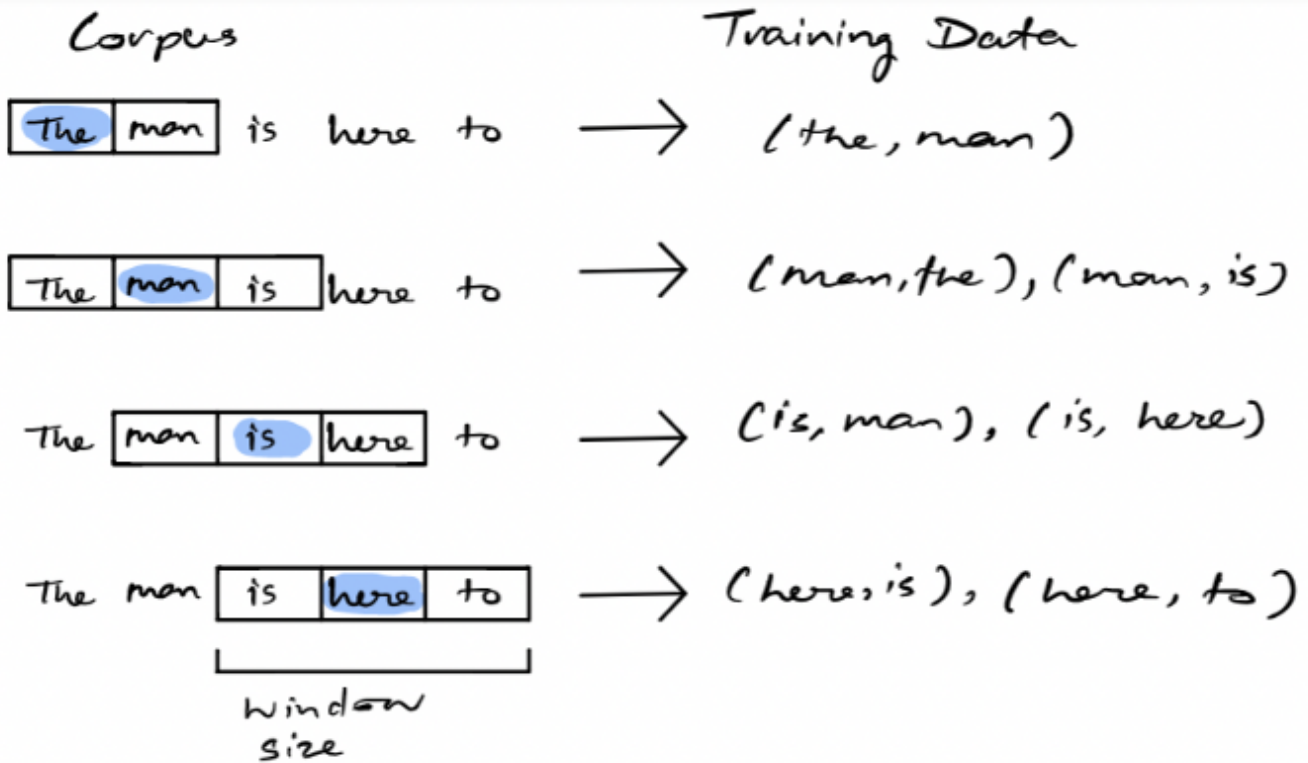 Corpus Training Data
The man is here to → (the, man)
The man is here to → (man, the), (man, is)
The man is here to → (is, man), (is, here)
The man is here to → (here, is), (here, to)
window
size